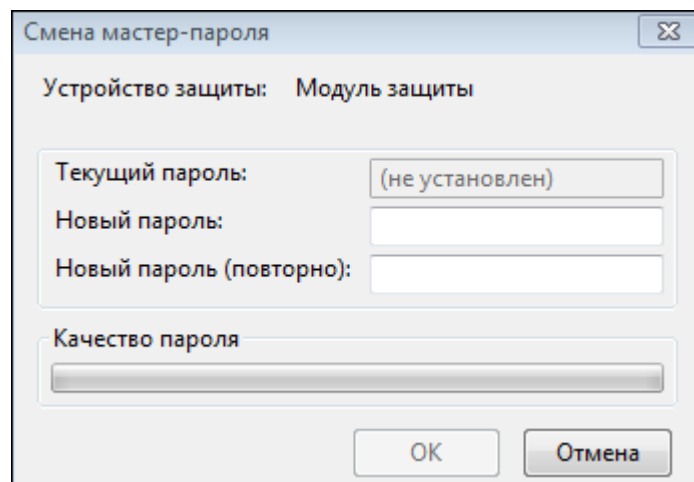 Смена мастер-пароля
Устройство защиты: Модуль защиты
Текущий пароль: (не установлен)
Новый пароль:
Новый пароль (повторно):
Качество пароля
OK Отмена